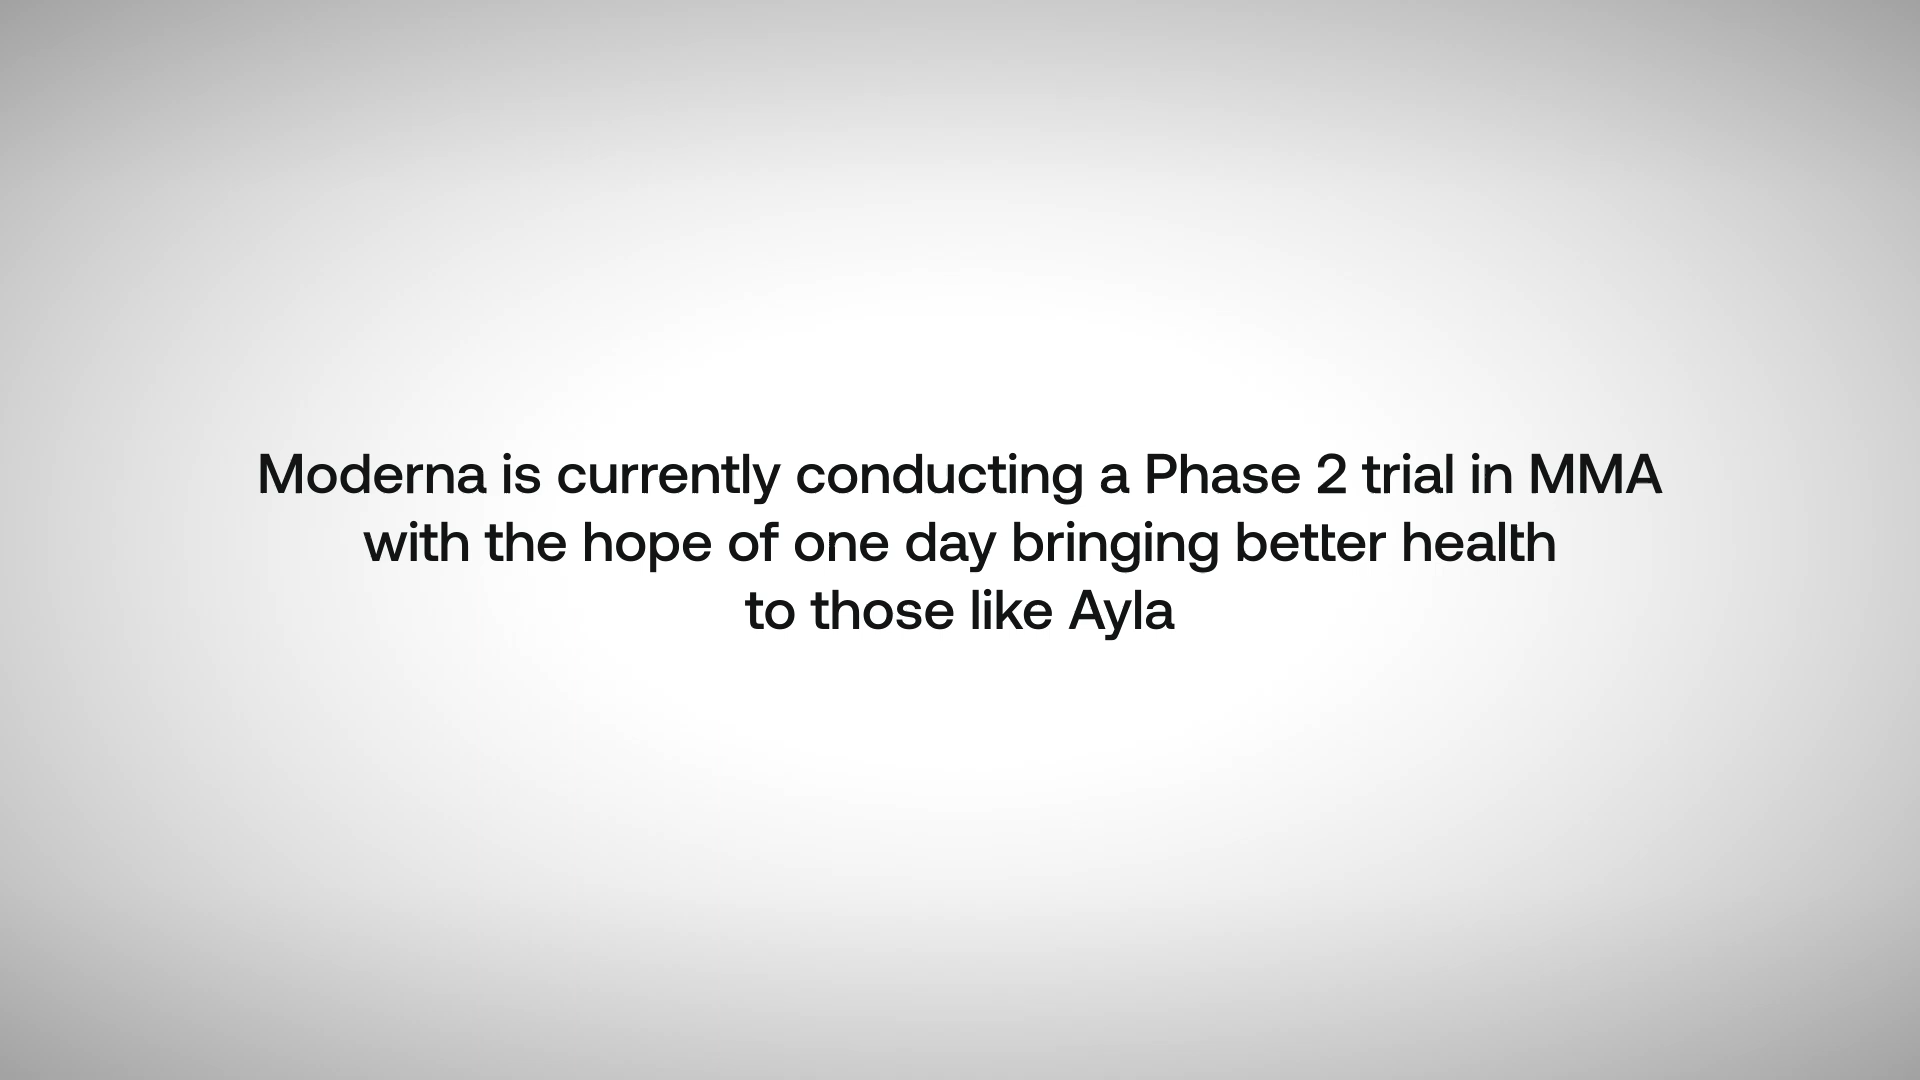 Moderna is currently conducting a Phase 2 trial in MMA
with the hope of one day bringing better health
to those like Ayla